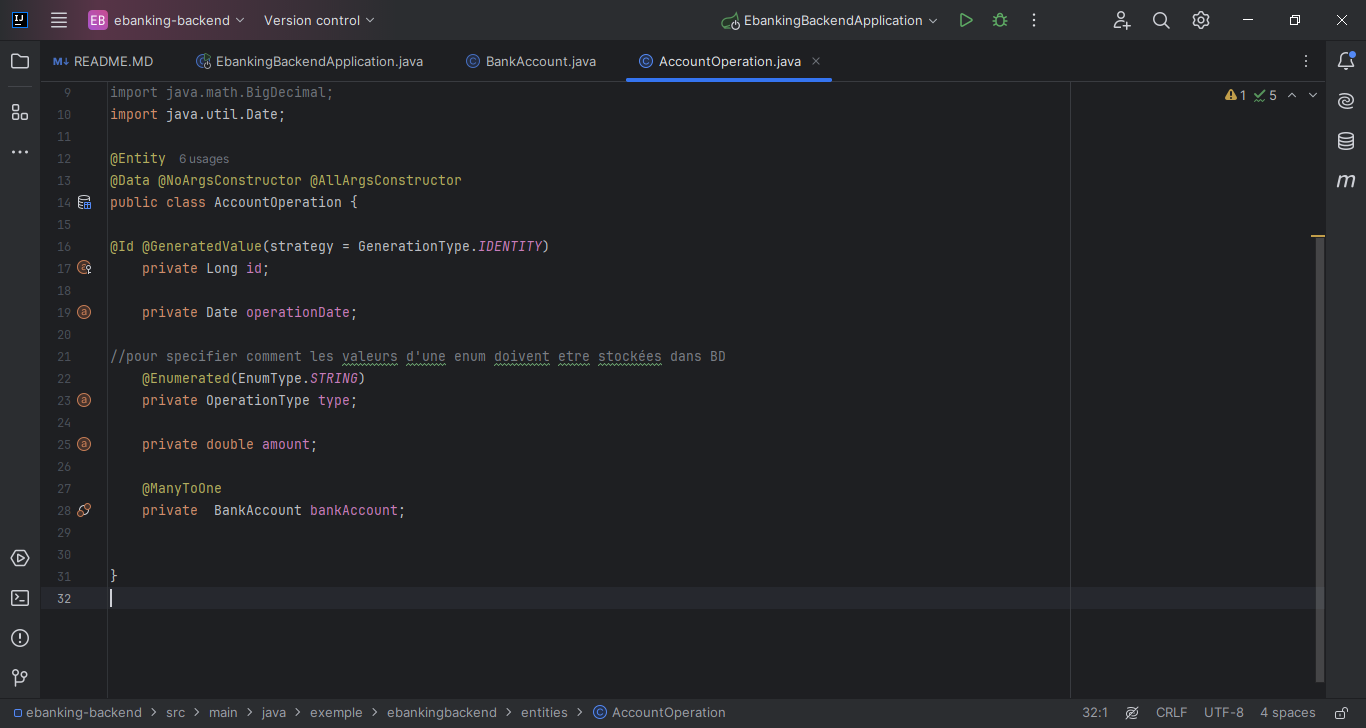 EB ebanking-backend Version control EbankingBackendApplication
M↓ README.MD EbankingBackendApplication.java BankAccount.java AccountOperation.java
9 import java.math.BigDecimal; 1 5
10 import java.util.Date;
11
12 @Entity 6 usages
13 @Data @NoArgsConstructor @AllArgsConstructor
14 public class AccountOperation {
15
16 @Id @GeneratedValue(strategy = GenerationType.IDENTITY)
17 private Long id;
18
19 private Date operationDate;
20
21 //pour specifier comment les valeurs d'une enum doivent etre stockées dans BD
22 @Enumerated(EnumType.STRING)
23 private OperationType type;
24
25 private double amount;
26
27 @ManyToOne
28 private  BankAccount bankAccount;
29
30
31 }
32
ebanking-backend > src > main > java > exemple > ebankingbackend > entities > AccountOperation 32:1 CRLF UTF-8 4 spaces